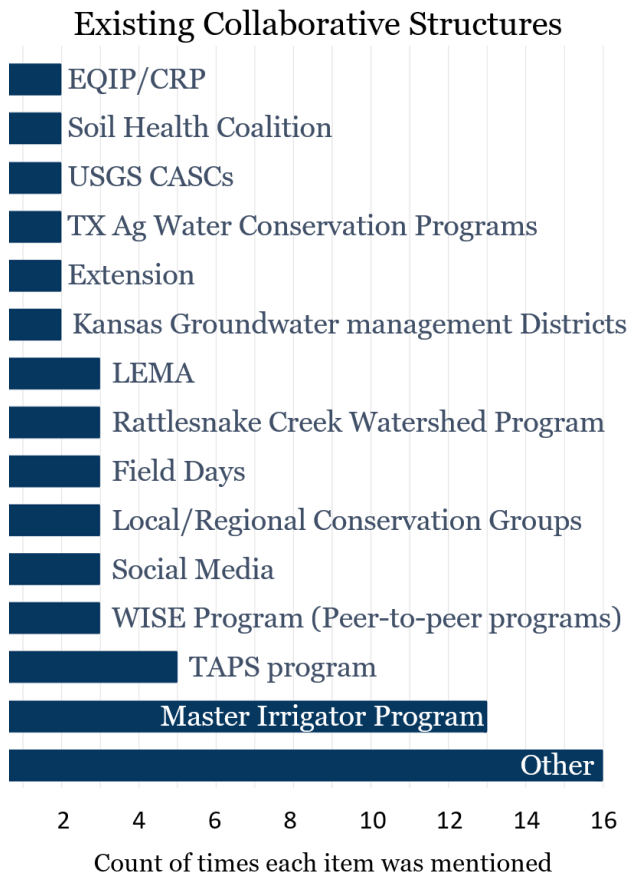 Existing Collaborative Structures
EQIP/CRP
Soil Health Coalition
USGS CASCs
TX Ag Water Conservation Programs
Extension
Kansas Groundwater management Districts
LEMA
Rattlesnake Creek Watershed Program
Field Days
Local/Regional Conservation Groups
Social Media
WISE Program (Peer-to-peer programs)
TAPS program
Master Irrigator Program
Other
2 4 6 8 10 12 14 16
Count of times each item was mentioned